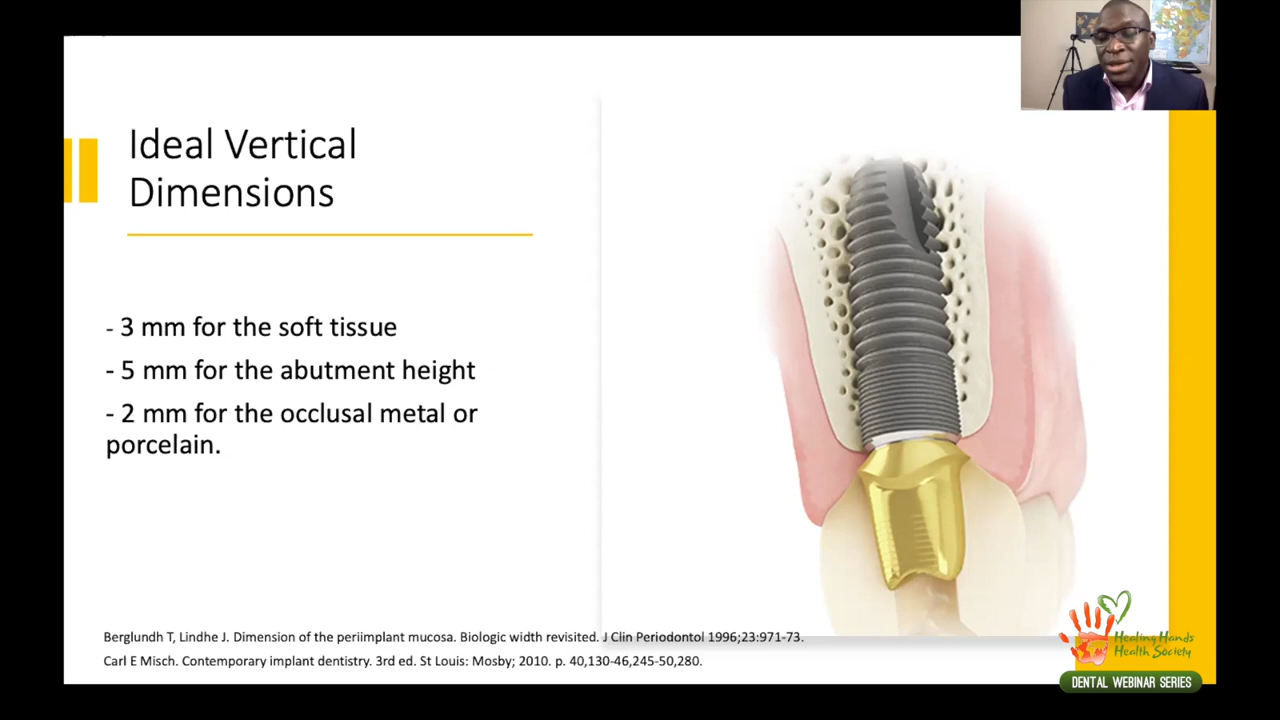 Ideal Vertical
Dimensions
- 3 mm for the soft tissue
- 5 mm for the abutment height
- 2 mm for the occlusal metal or
porcelain.
Berglundh T, Lindhe J. Dimension of the periimplant mucosa. Biologic width revisited. J Clin Periodontol 1996;23:971-73.
Carl E Misch. Contemporary implant dentistry. 3rd ed. St Louis: Mosby; 2010. p. 40,130-46,245-50,280.
Healing Hands
Health Society
DENTAL WEBINAR SERIES